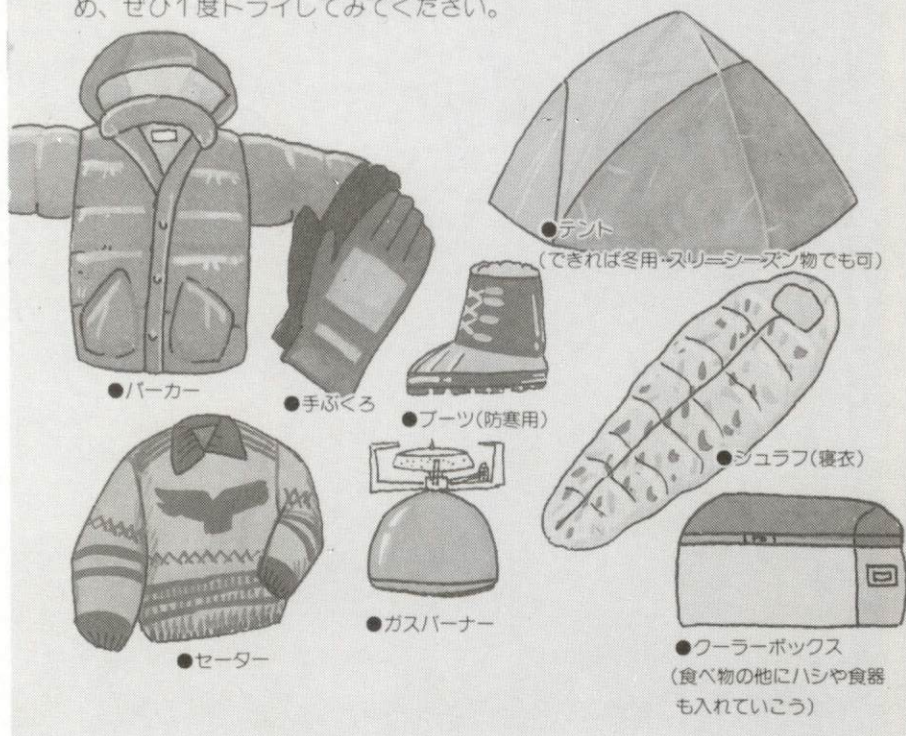 め、ぜひ1度トライしてみてください。
●テント
(できれば冬用・スリーシーズン物でも可)
●パーカー
●手ぶくろ
●ブーツ(防寒用)
●シュラフ(寝衣)
●セーター
●ガスバーナー
●クーラーボックス
(食べ物の他にハシや食器
も入れていこう)